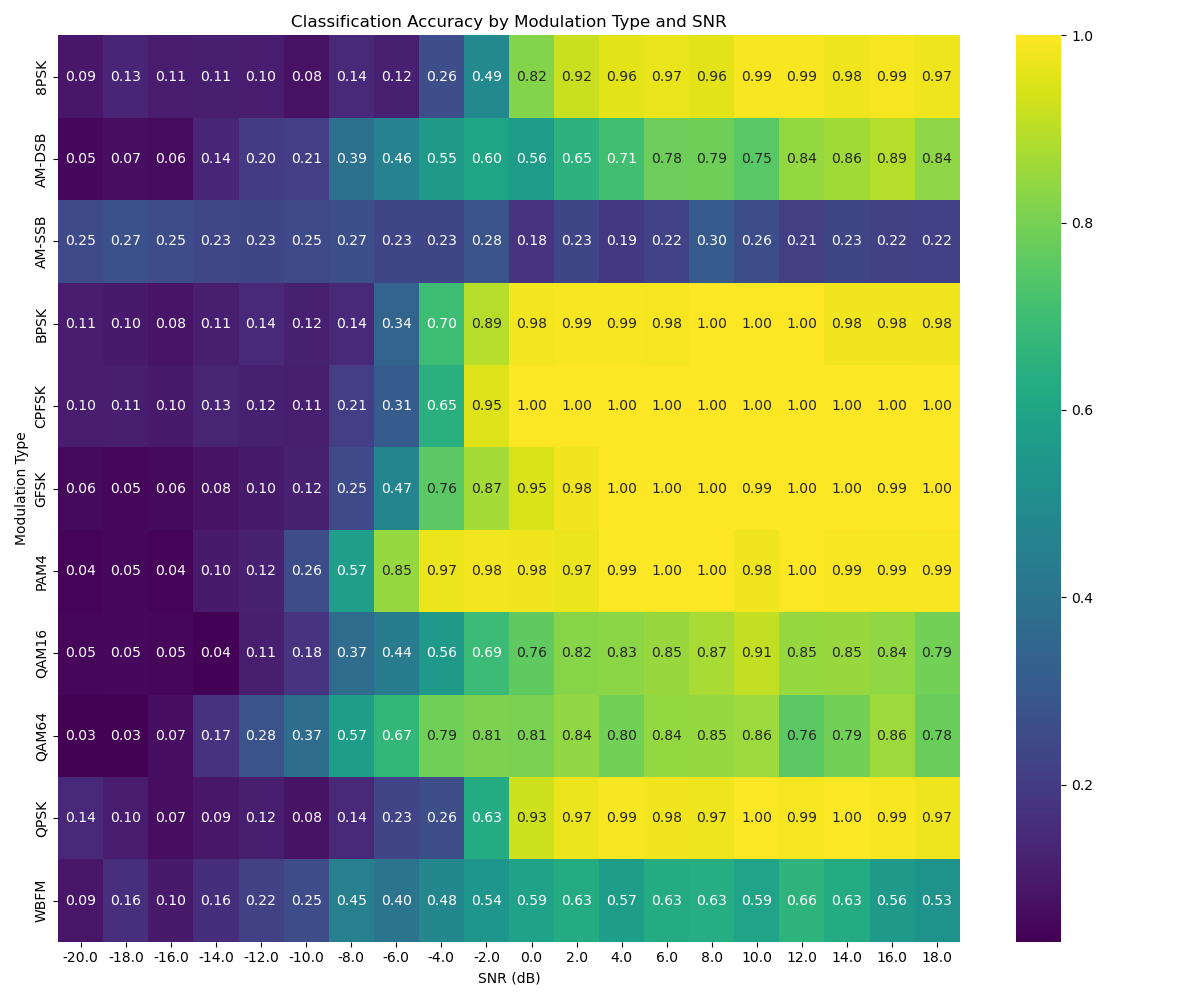 Classification Accuracy by Modulation Type and SNR
Modulation Type
8PSK 0.09 0.13 0.11 0.11 0.10 0.08 0.14 0.12 0.26 0.49 0.82 0.92 0.96 0.97 0.96 0.99 0.99 0.98 0.99 0.97
AM-DSB 0.05 0.07 0.06 0.14 0.20 0.21 0.39 0.46 0.55 0.60 0.56 0.65 0.71 0.78 0.79 0.75 0.84 0.86 0.89 0.84
AM-SSB 0.25 0.27 0.25 0.23 0.23 0.25 0.27 0.23 0.23 0.28 0.18 0.23 0.19 0.22 0.30 0.26 0.21 0.23 0.22 0.22
BPSK 0.11 0.10 0.08 0.11 0.14 0.12 0.14 0.34 0.70 0.89 0.98 0.99 0.99 0.98 1.00 1.00 1.00 0.98 0.98 0.98
CPFSK 0.10 0.11 0.10 0.13 0.12 0.11 0.21 0.31 0.65 0.95 1.00 1.00 1.00 1.00 1.00 1.00 1.00 1.00 1.00 1.00
GFSK 0.06 0.05 0.06 0.08 0.10 0.12 0.25 0.47 0.76 0.87 0.95 0.98 1.00 1.00 1.00 0.99 1.00 1.00 0.99 1.00
PAM4 0.04 0.05 0.04 0.10 0.12 0.26 0.57 0.85 0.97 0.98 0.98 0.97 0.99 1.00 1.00 0.98 1.00 0.99 0.99 0.99
QAM16 0.05 0.05 0.05 0.04 0.11 0.18 0.37 0.44 0.56 0.69 0.76 0.82 0.83 0.85 0.87 0.91 0.85 0.85 0.84 0.79
QAM64 0.03 0.03 0.07 0.17 0.28 0.37 0.57 0.67 0.79 0.81 0.81 0.84 0.80 0.84 0.85 0.86 0.76 0.79 0.86 0.78
QPSK 0.14 0.10 0.07 0.09 0.12 0.08 0.14 0.23 0.26 0.63 0.93 0.97 0.99 0.98 0.97 1.00 0.99 1.00 0.99 0.97
WBFM 0.09 0.16 0.10 0.16 0.22 0.25 0.45 0.40 0.48 0.54 0.59 0.63 0.57 0.63 0.63 0.59 0.66 0.63 0.56 0.53
-20.0 -18.0 -16.0 -14.0 -12.0 -10.0 -8.0 -6.0 -4.0 -2.0 0.0 2.0 4.0 6.0 8.0 10.0 12.0 14.0 16.0 18.0
SNR (dB)
1.0
0.8
0.6
0.4
0.2